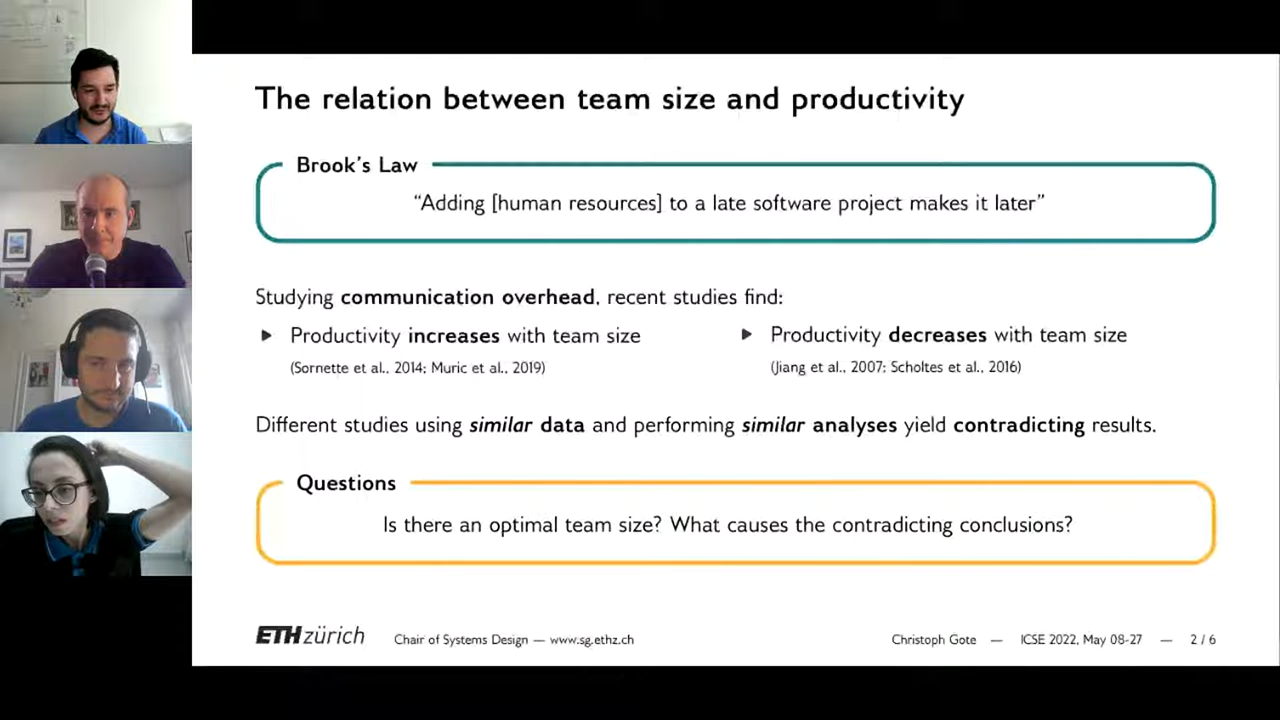 The relation between team size and productivity
Brook's Law
“Adding [human resources] to a late software project makes it later”
Studying communication overhead, recent studies find:
► Productivity increases with team size
(Sornette et al., 2014; Muric et al., 2019)
► Productivity decreases with team size
(Jiang et al., 2007; Scholtes et al., 2016)
Different studies using similar data and performing similar analyses yield contradicting results.
Questions
Is there an optimal team size? What causes the contradicting conclusions?
ETH zürich Chair of Systems Design — www.sg.ethz.ch Christoph Gote — ICSE 2022, May 08-27 — 2 / 6